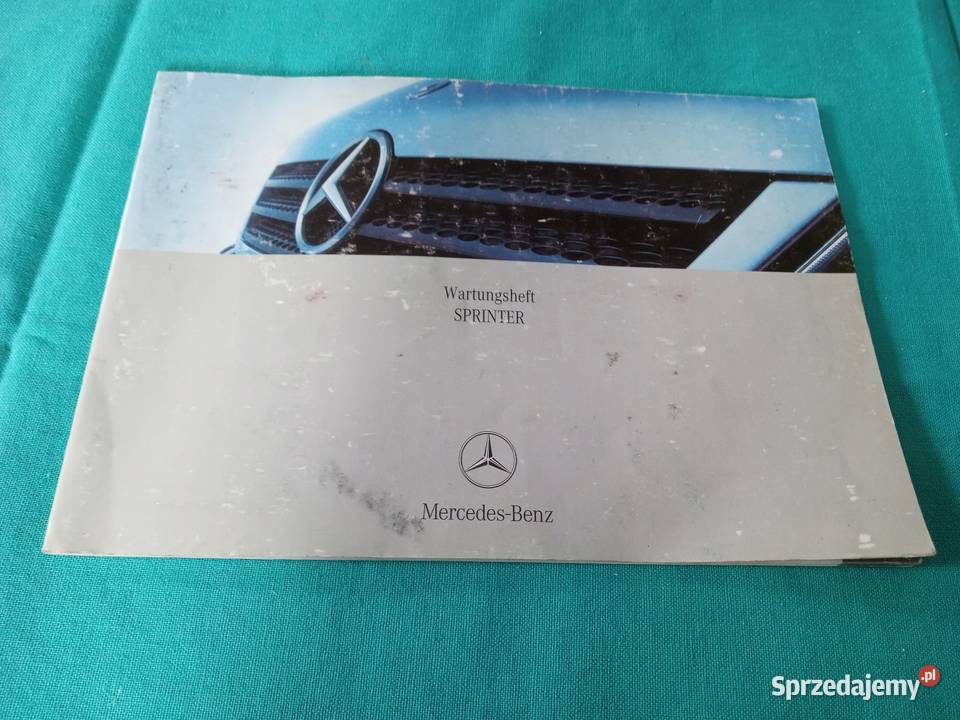 Wartungsheft
SPRINTER
Mercedes-Benz
Sprzedajemy.pl